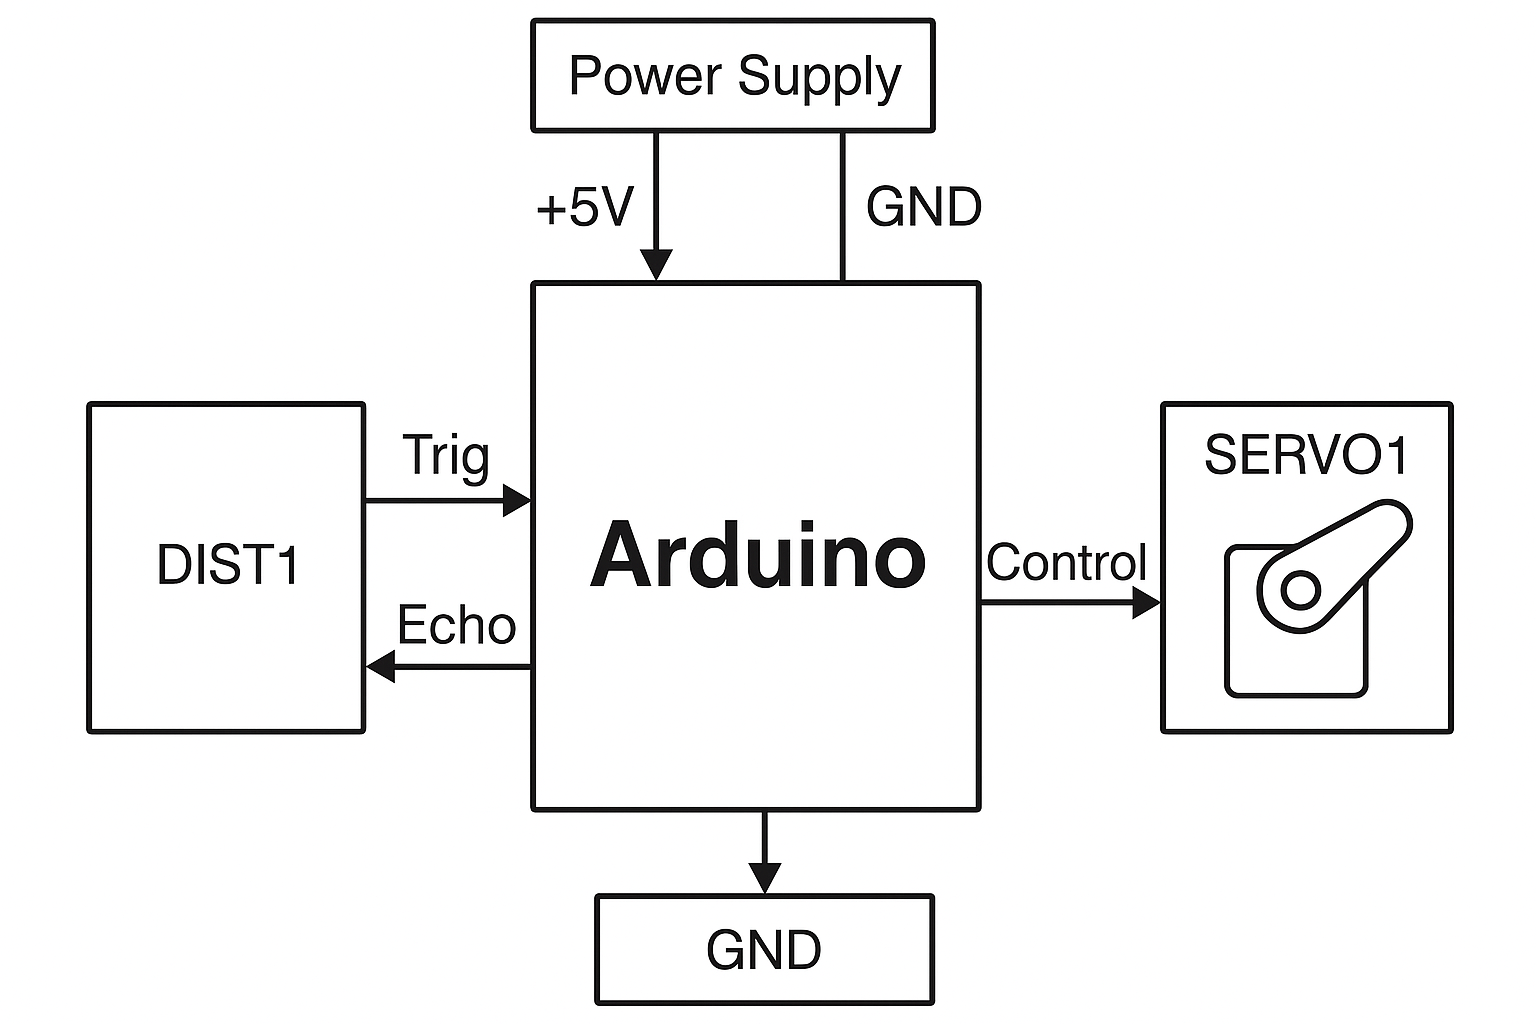 Power Supply
+5V
GND
Trig
DIST1
Echo
Arduino
Control
SERVO1
GND